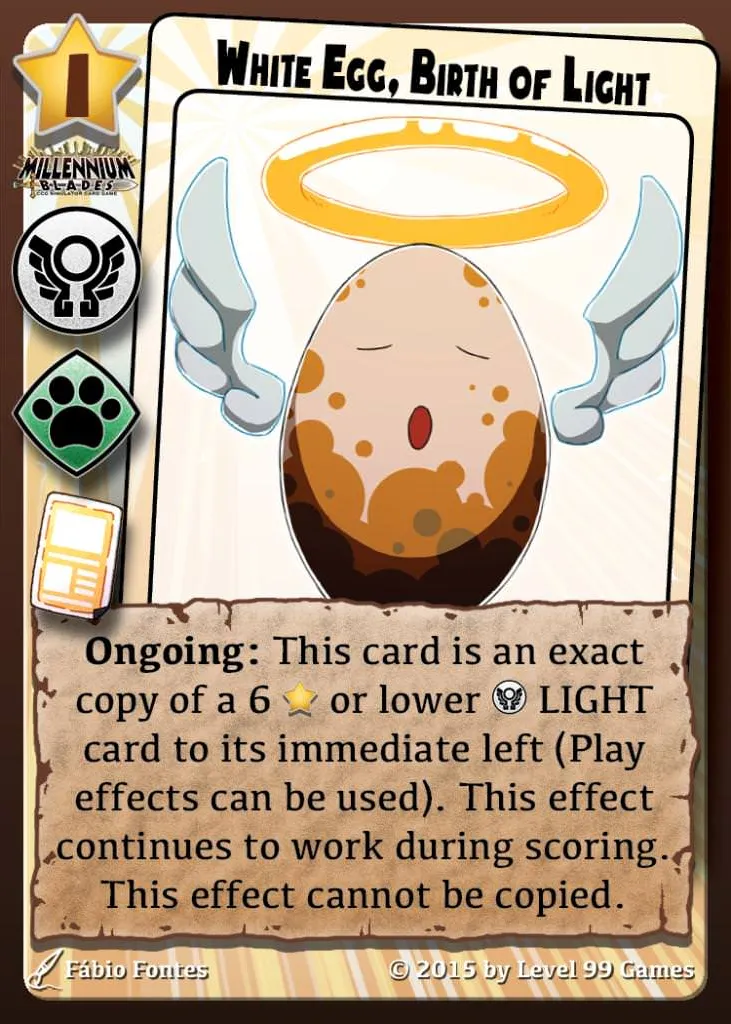 White Egg, Birth of Light
1
MILLENNIUM
BLADES
CCG SIMULATOR CARD GAME
Ongoing: This card is an exact
copy of a 6 or lower LIGHT
card to its immediate left (Play
effects can be used). This effect
continues to work during scoring.
This effect cannot be copied.
Fábio Fontes
© 2015 by Level 99 Games